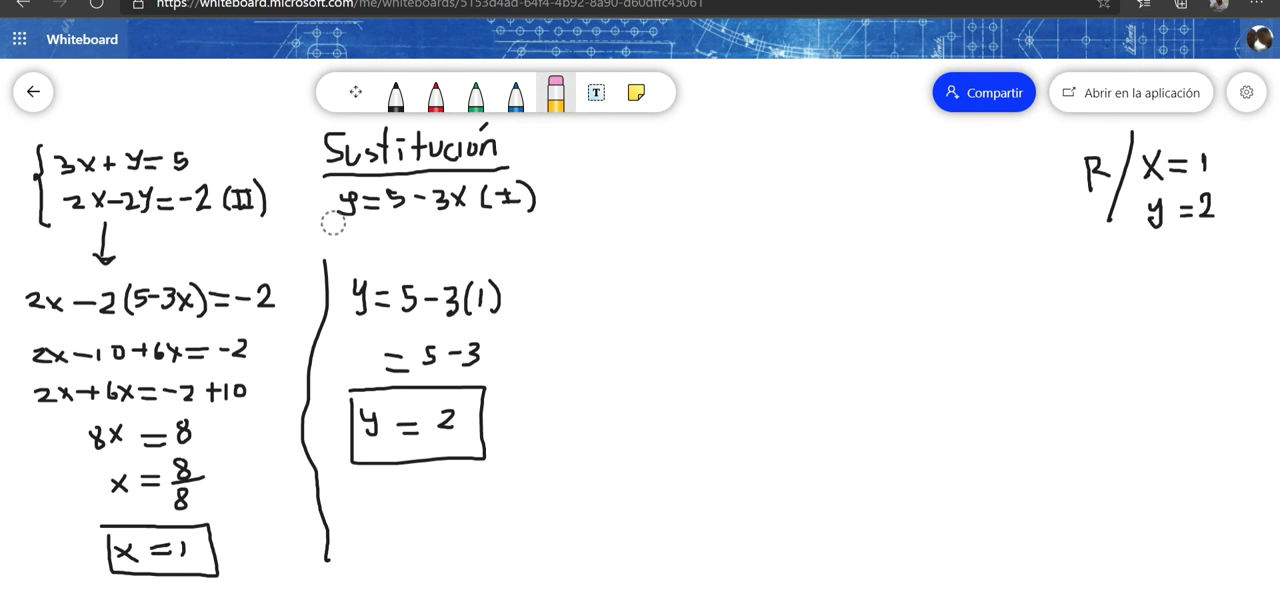 https://whiteboard.microsoft.com/me/whiteboards/5153d4ad-64f4-4b92-8a90-d60dffc45061
Whiteboard
Compartir
Abrir en la aplicación
3x + y = 5
2x - 2y = -2 (II)
2x - 2(5-3x) = -2
2x - 10 + 6x = -2
2x + 6x = -2 + 10
8x = 8
x = 8/8
x = 1
Sustitución
y = 5 - 3x (I)
y = 5 - 3(1)
= 5 - 3
y = 2
R/ x = 1
y = 2